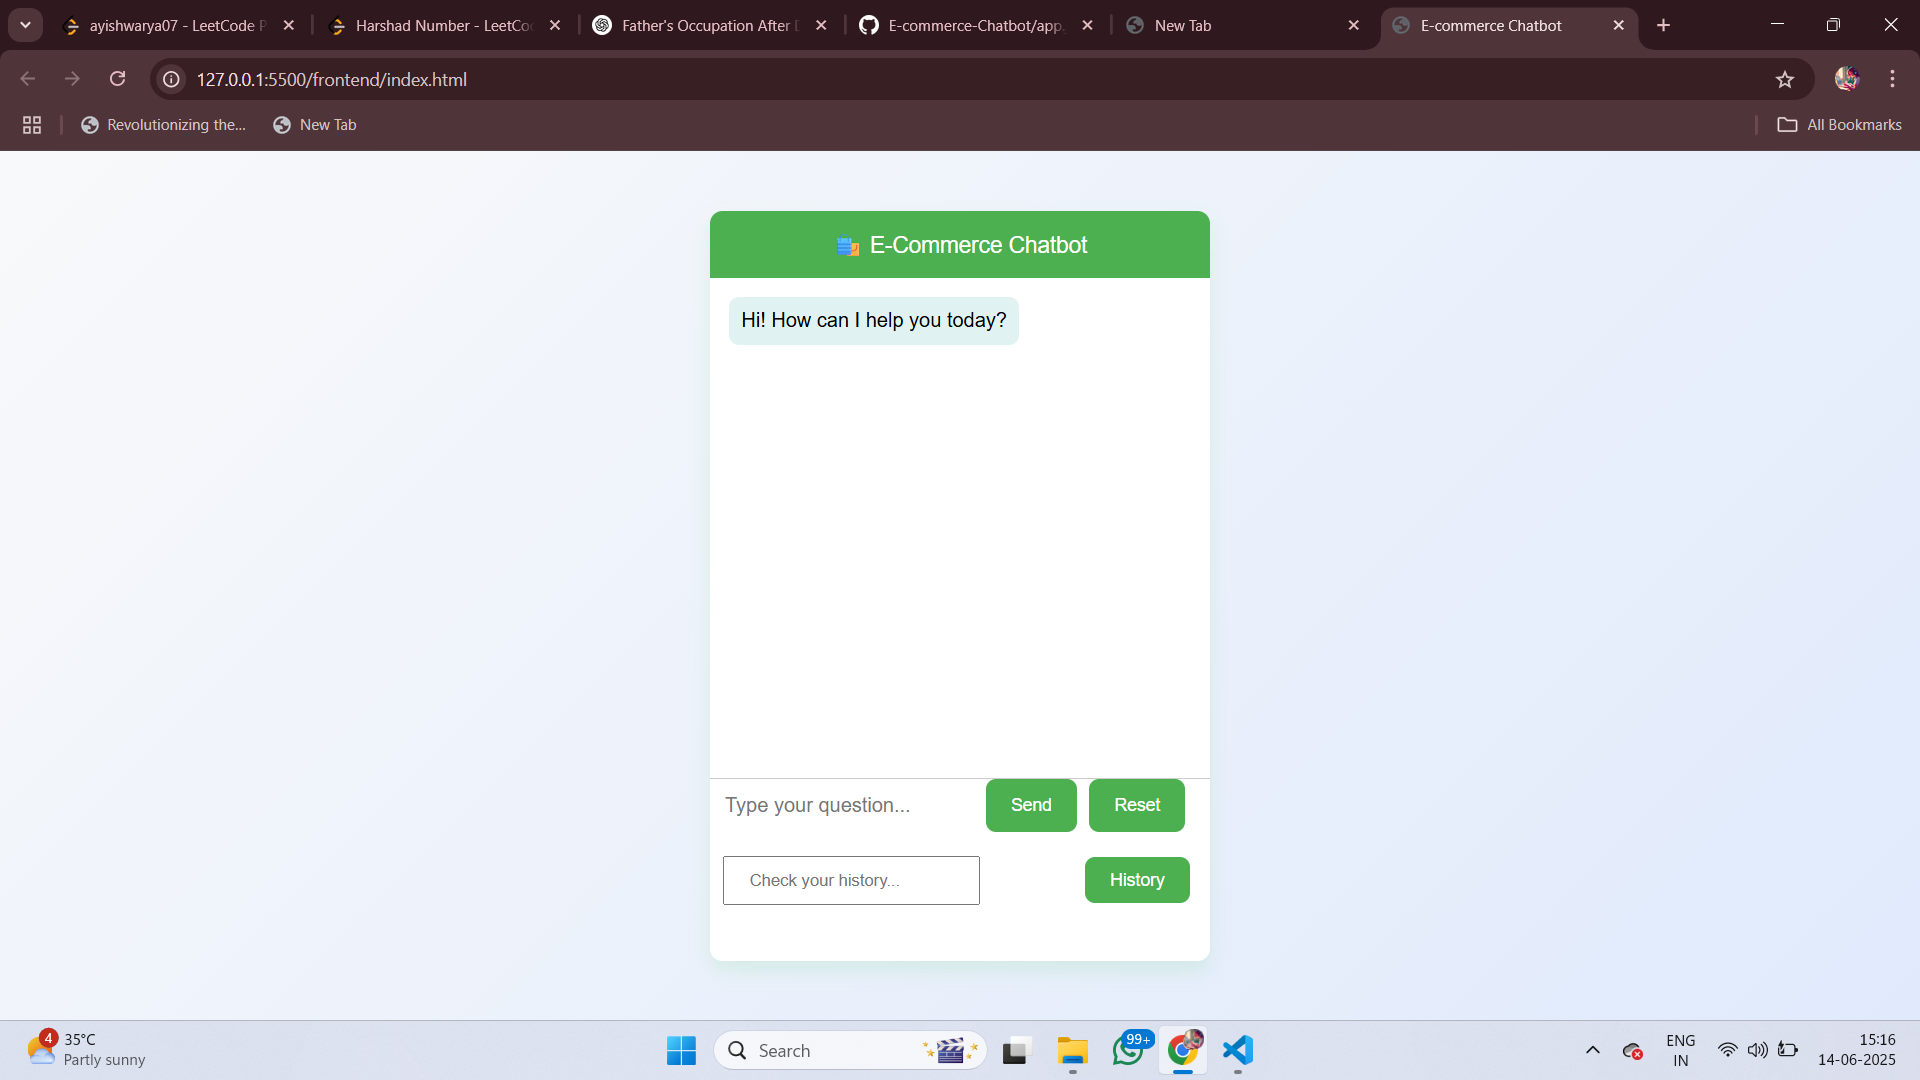 ayishwarya07 - LeetCode P
Harshad Number - LeetCo
Father's Occupation After
E-commerce-Chatbot/app.
New Tab
E-commerce Chatbot
127.0.0.1:5500/frontend/index.html
Revolutionizing the...
New Tab
All Bookmarks
E-Commerce Chatbot
Hi! How can I help you today?
Type your question...
Send
Reset
Check your history...
History
4
35°C
Partly sunny
Search
99+
ENG
IN
15:16
14-06-2025